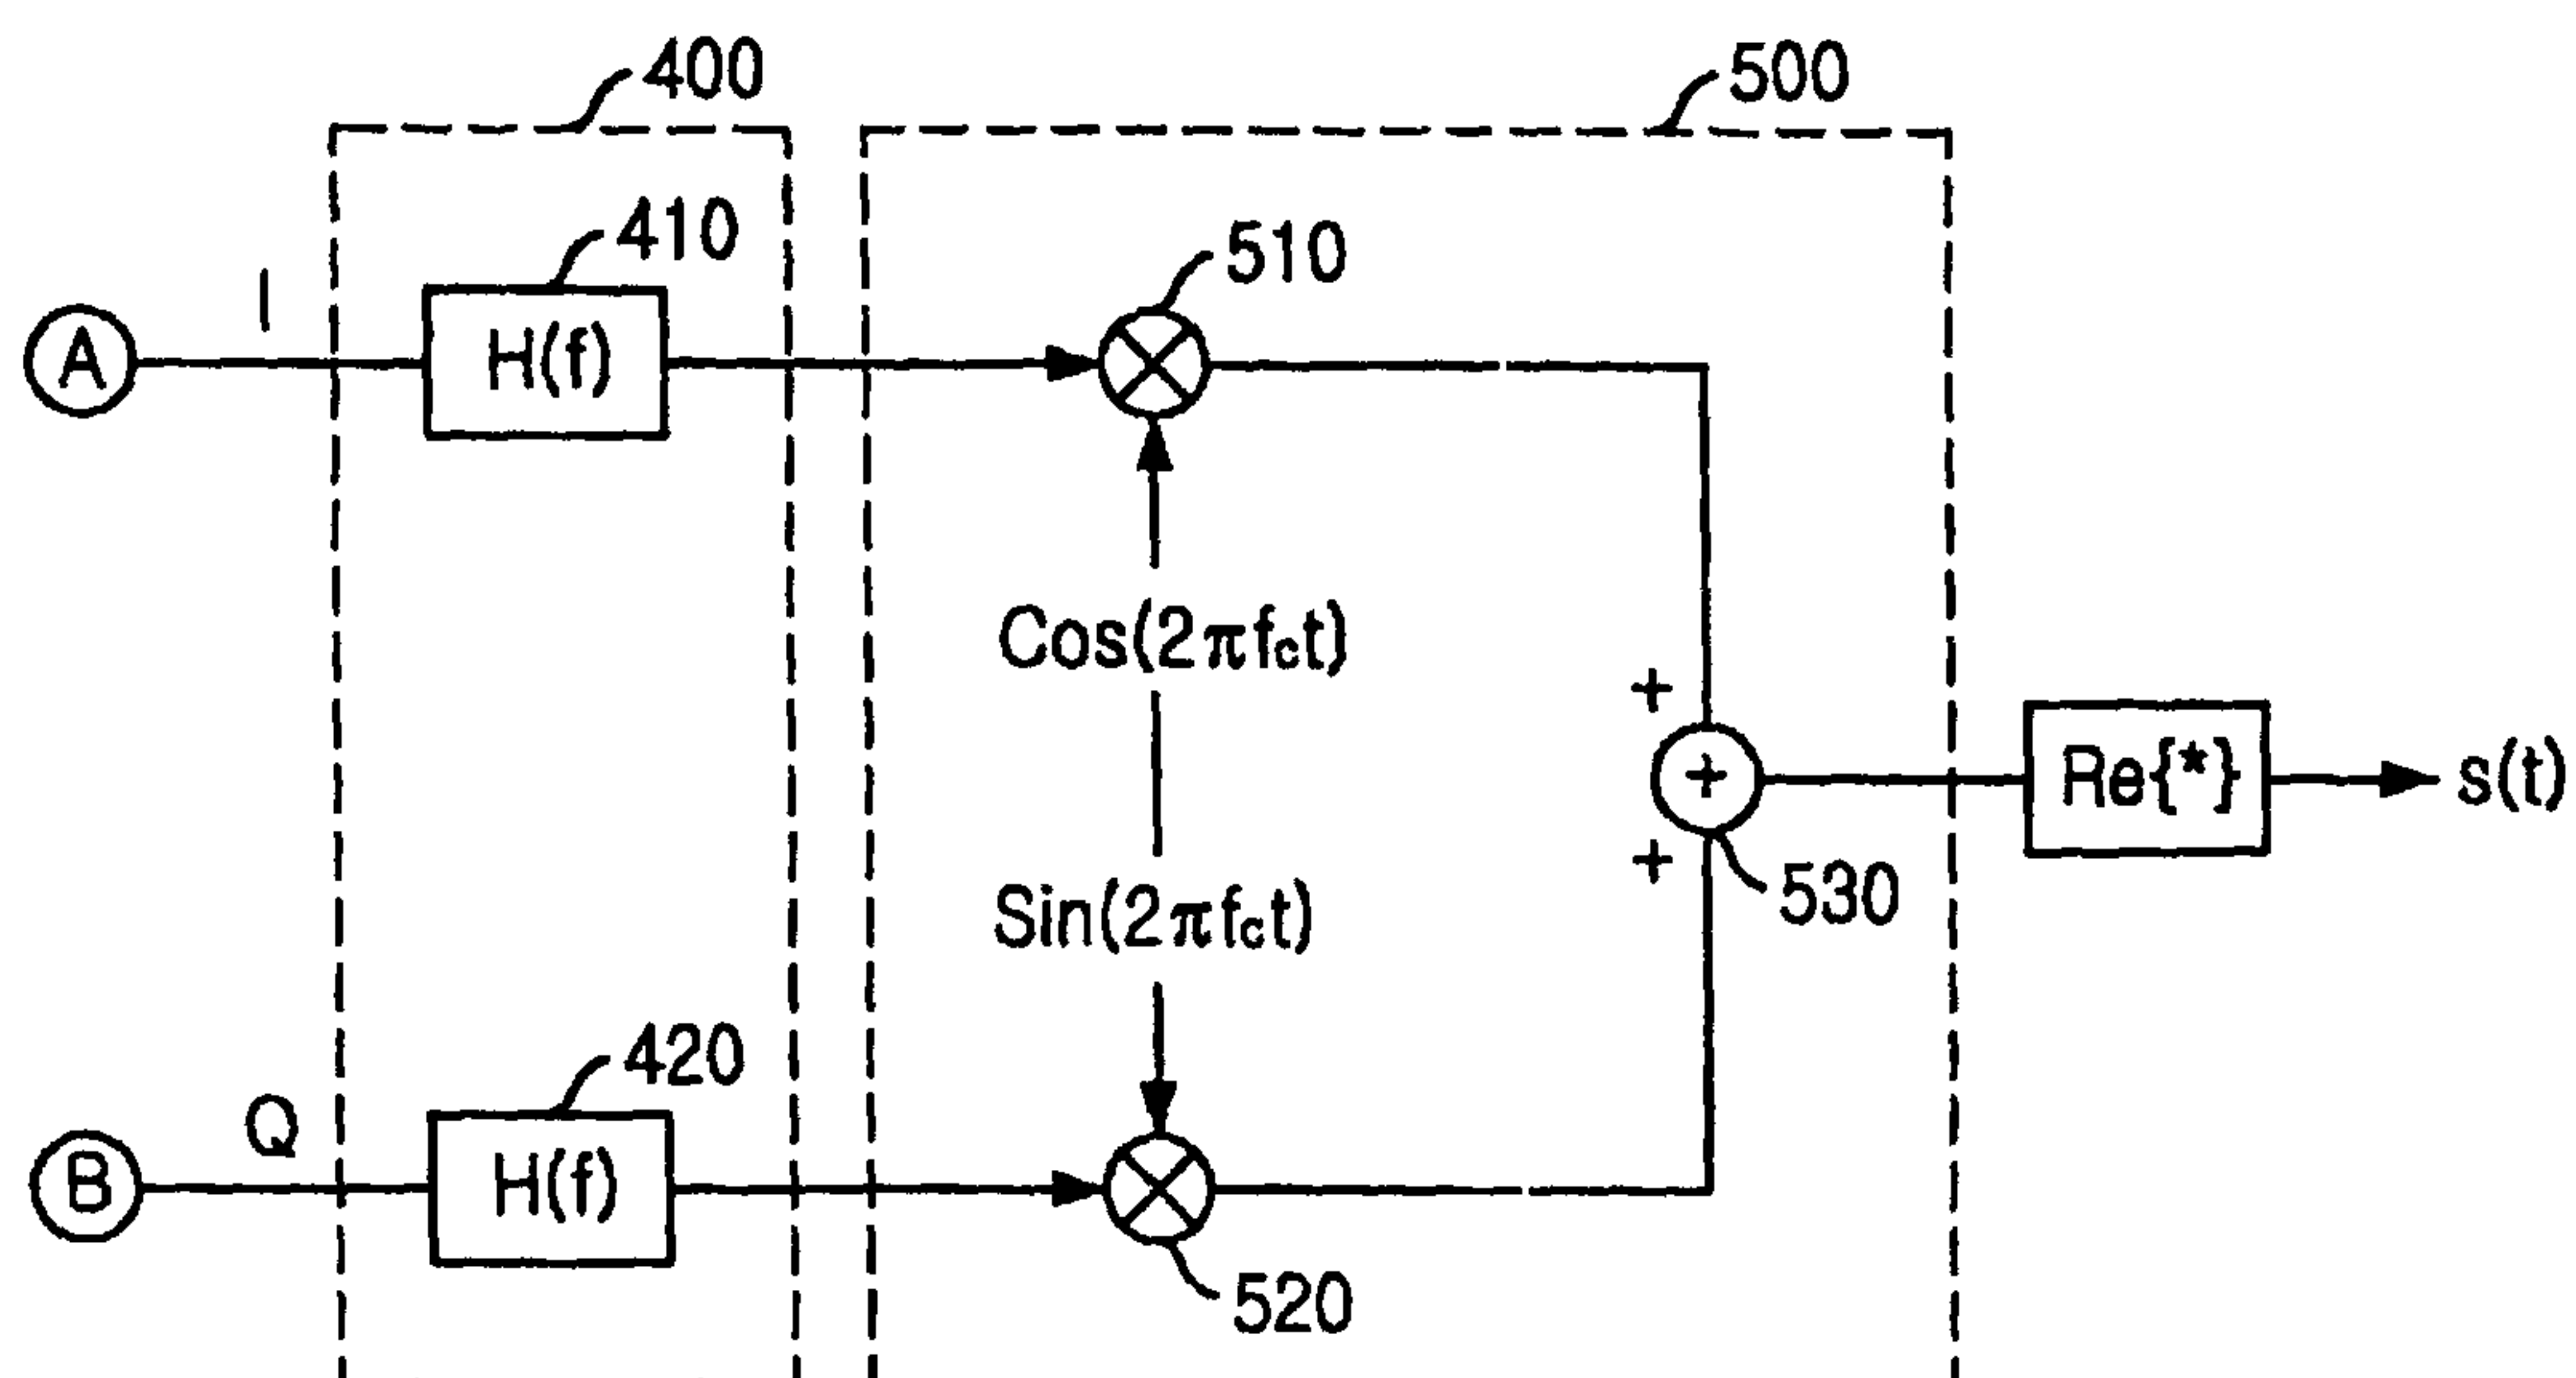 400
500
410
510
I
A
H(f)
Cos(2πfct)
+
+
Re{*}
s(t)
+
530
Sin(2πfct)
420
Q
B
H(f)
520